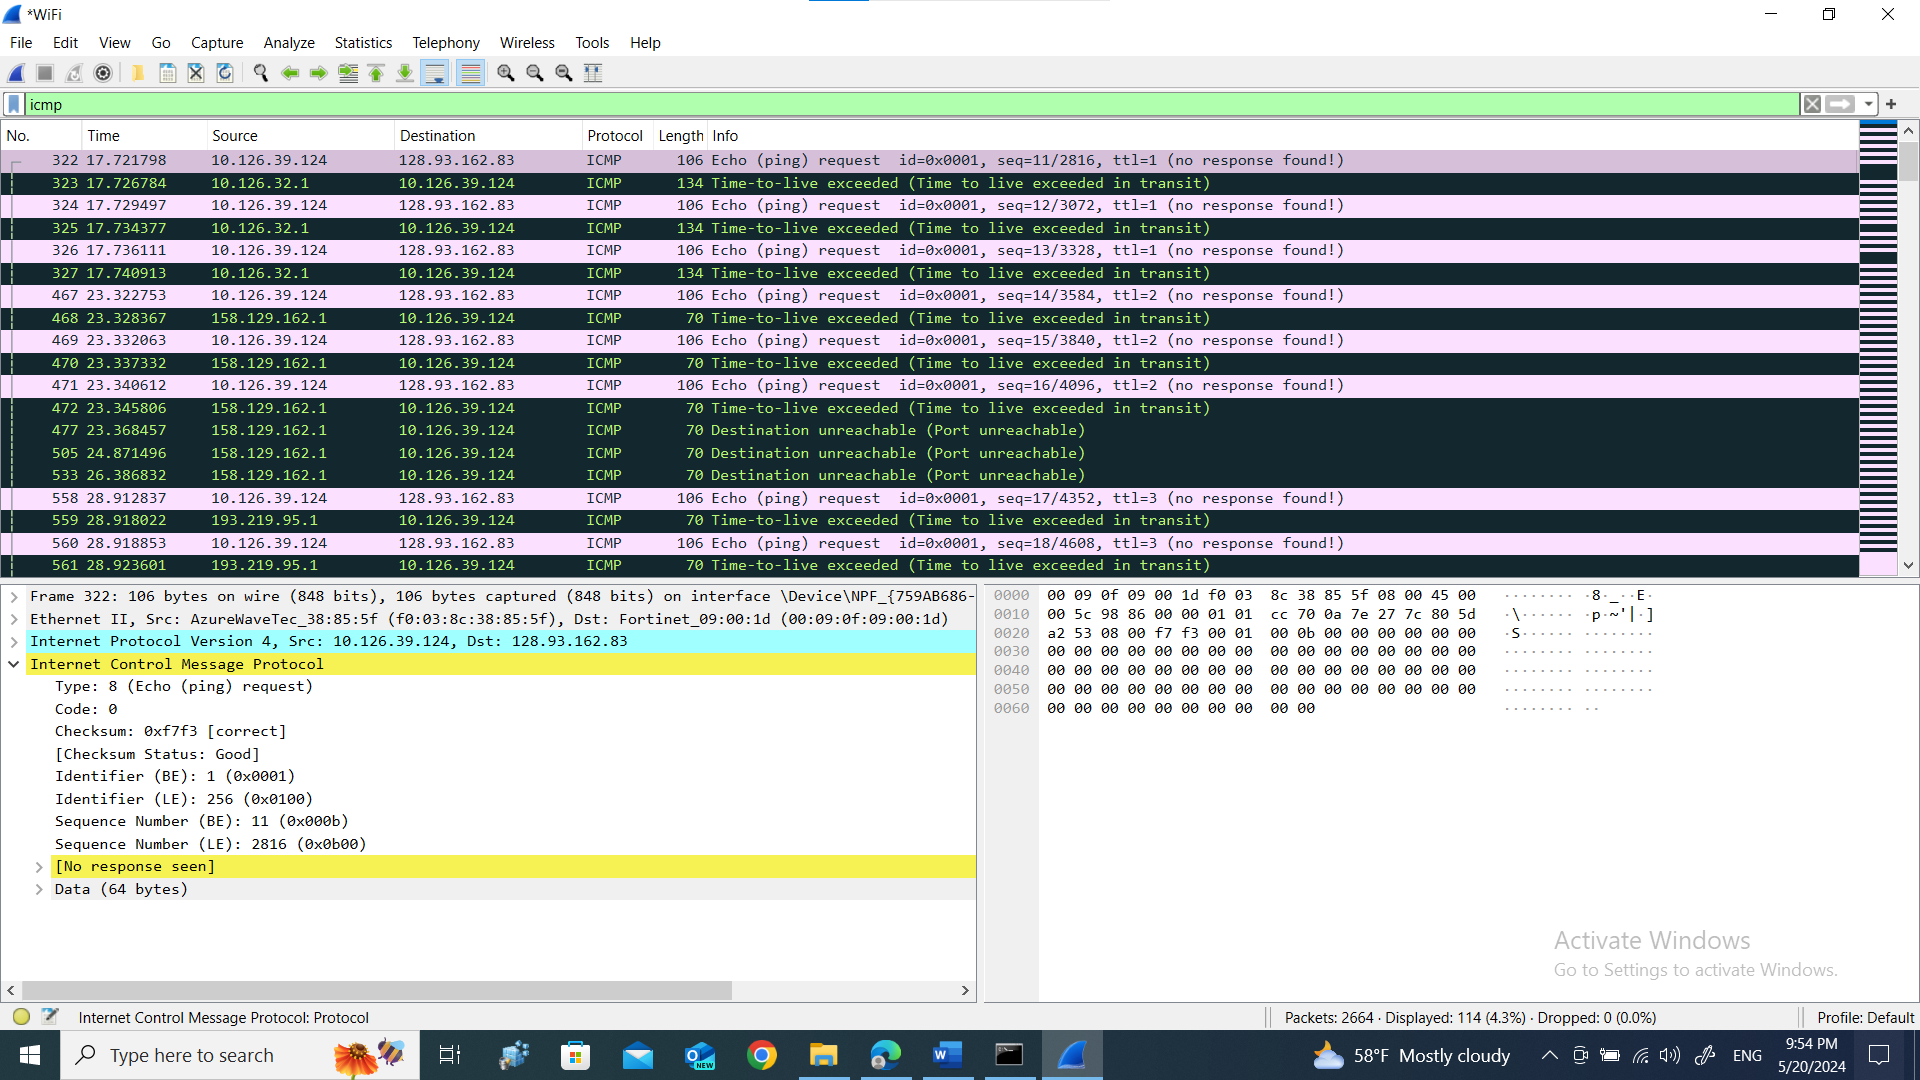 *WiFi
File Edit View Go Capture Analyze Statistics Telephony Wireless Tools Help
icmp
No. Time Source Destination Protocol Length Info
322 17.721798 10.126.39.124 128.93.162.83 ICMP 106 Echo (ping) request id=0x0001, seq=11/2816, ttl=1 (no response found!)
323 17.726784 10.126.32.1 10.126.39.124 ICMP 134 Time-to-live exceeded (Time to live exceeded in transit)
324 17.729497 10.126.39.124 128.93.162.83 ICMP 106 Echo (ping) request id=0x0001, seq=12/3072, ttl=1 (no response found!)
325 17.734377 10.126.32.1 10.126.39.124 ICMP 134 Time-to-live exceeded (Time to live exceeded in transit)
326 17.736111 10.126.39.124 128.93.162.83 ICMP 106 Echo (ping) request id=0x0001, seq=13/3328, ttl=1 (no response found!)
327 17.740913 10.126.32.1 10.126.39.124 ICMP 134 Time-to-live exceeded (Time to live exceeded in transit)
467 23.322753 10.126.39.124 128.93.162.83 ICMP 106 Echo (ping) request id=0x0001, seq=14/3584, ttl=2 (no response found!)
468 23.328367 158.129.162.1 10.126.39.124 ICMP 70 Time-to-live exceeded (Time to live exceeded in transit)
469 23.332063 10.126.39.124 128.93.162.83 ICMP 106 Echo (ping) request id=0x0001, seq=15/3840, ttl=2 (no response found!)
470 23.337332 158.129.162.1 10.126.39.124 ICMP 70 Time-to-live exceeded (Time to live exceeded in transit)
471 23.340612 10.126.39.124 128.93.162.83 ICMP 106 Echo (ping) request id=0x0001, seq=16/4096, ttl=2 (no response found!)
472 23.345806 158.129.162.1 10.126.39.124 ICMP 70 Time-to-live exceeded (Time to live exceeded in transit)
477 23.368457 158.129.162.1 10.126.39.124 ICMP 70 Destination unreachable (Port unreachable)
505 24.871496 158.129.162.1 10.126.39.124 ICMP 70 Destination unreachable (Port unreachable)
533 26.386832 158.129.162.1 10.126.39.124 ICMP 70 Destination unreachable (Port unreachable)
558 28.912837 10.126.39.124 128.93.162.83 ICMP 106 Echo (ping) request id=0x0001, seq=17/4352, ttl=3 (no response found!)
559 28.918022 193.219.95.1 10.126.39.124 ICMP 70 Time-to-live exceeded (Time to live exceeded in transit)
560 28.918853 10.126.39.124 128.93.162.83 ICMP 106 Echo (ping) request id=0x0001, seq=18/4608, ttl=3 (no response found!)
561 28.923601 193.219.95.1 10.126.39.124 ICMP 70 Time-to-live exceeded (Time to live exceeded in transit)
Frame 322: 106 bytes on wire (848 bits), 106 bytes captured (848 bits) on interface \Device\NPF_{759AB686-
Ethernet II, Src: AzureWaveTec_38:85:5f (f0:03:8c:38:85:5f), Dst: Fortinet_09:00:1d (00:09:0f:09:00:1d)
Internet Protocol Version 4, Src: 10.126.39.124, Dst: 128.93.162.83
Internet Control Message Protocol
Type: 8 (Echo (ping) request)
Code: 0
Checksum: 0xf7f3 [correct]
[Checksum Status: Good]
Identifier (BE): 1 (0x0001)
Identifier (LE): 256 (0x0100)
Sequence Number (BE): 11 (0x000b)
Sequence Number (LE): 2816 (0x0b00)
[No response seen]
Data (64 bytes)
0000 00 09 0f 09 00 1d f0 03 8c 38 85 5f 08 00 45 00 ········ ·8·_··E·
0010 00 5c 98 86 00 00 01 01 cc 70 0a 7e 27 7c 80 5d ·\······ ·p·~'|·]
0020 a2 53 08 00 f7 f3 00 01 00 0b 00 00 00 00 00 00 ·S······ ········
0030 00 00 00 00 00 00 00 00 00 00 00 00 00 00 00 00 ········ ········
0040 00 00 00 00 00 00 00 00 00 00 00 00 00 00 00 00 ········ ········
0050 00 00 00 00 00 00 00 00 00 00 00 00 00 00 00 00 ········ ········
0060 00 00 00 00 00 00 00 00 00 00 ········ ··
Activate Windows
Go to Settings to activate Windows.
Internet Control Message Protocol: Protocol
Packets: 2664 · Displayed: 114 (4.3%) · Dropped: 0 (0.0%)
Profile: Default
Type here to search
NEW
58°F Mostly cloudy
ENG
9:54 PM
5/20/2024